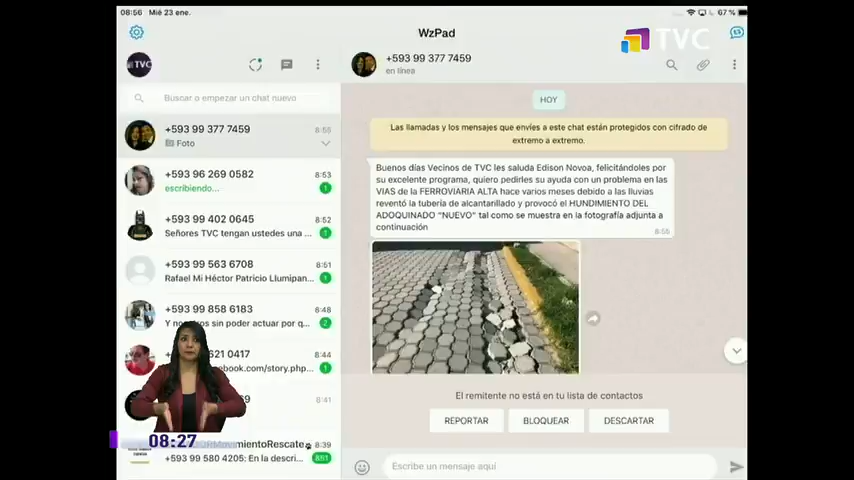 08:56 Mié 23 ene.
67 %
WzPad
TVC
TVC
+593 99 377 7459
en línea
Buscar o empezar un chat nuevo
+593 99 377 7459
8:55
Foto
+593 96 269 0582
8:53
escribiendo...
1
+593 99 402 0645
8:52
Señores TVC tengan ustedes una ...
1
+593 99 563 6708
8:51
Rafael Mi Héctor Patricio Llumipan...
+593 99 858 6183
8:48
sin poder actuar por q...
2
621 0417
8:44
cebook.com/story.php...
1
8:41
MovimientoRescate
8:39
+593 99 580 4205: En la descri...
851
08:27
HOY
Las llamadas y los mensajes que envíes a este chat están protegidos con cifrado de
extremo a extremo.
Buenos días Vecinos de TVC les saluda Edison Novoa, felicitándoles por
su excelente programa, quiero pedirles su ayuda con un problema en las
VIAS de la FERROVIARIA ALTA hace varios meses debido a las lluvias
reventó la tubería de alcantarillado y provocó el HUNDIMIENTO DEL
ADOQUINADO "NUEVO" tal como se muestra en la fotografía adjunta a
continuación
8:55
El remitente no está en tu lista de contactos
REPORTAR
BLOQUEAR
DESCARTAR
Escribe un mensaje aquí